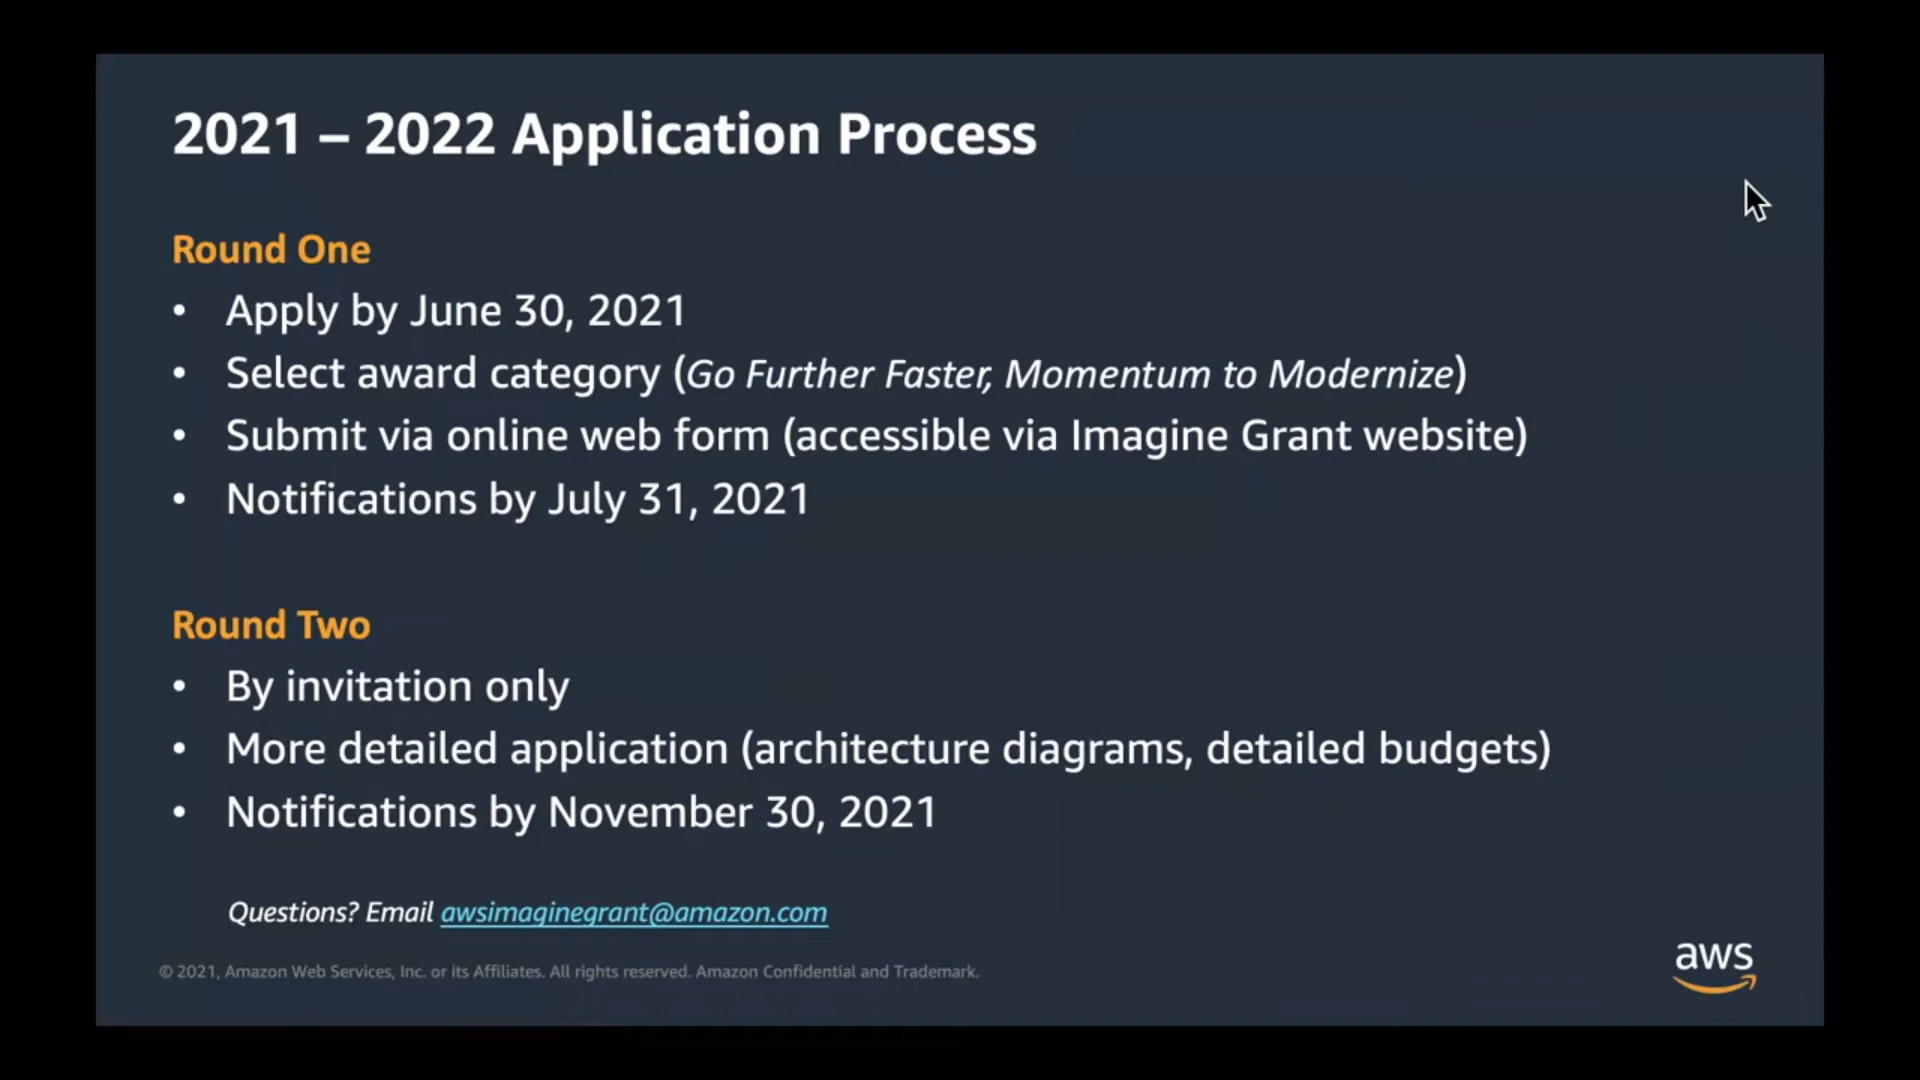 2021 – 2022 Application Process
Round One
• Apply by June 30, 2021
• Select award category (Go Further Faster, Momentum to Modernize)
• Submit via online web form (accessible via Imagine Grant website)
• Notifications by July 31, 2021
Round Two
• By invitation only
• More detailed application (architecture diagrams, detailed budgets)
• Notifications by November 30, 2021
Questions? Email awsimaginegrant@amazon.com
© 2021, Amazon Web Services, Inc. or its Affiliates. All rights reserved. Amazon Confidential and Trademark.
aws